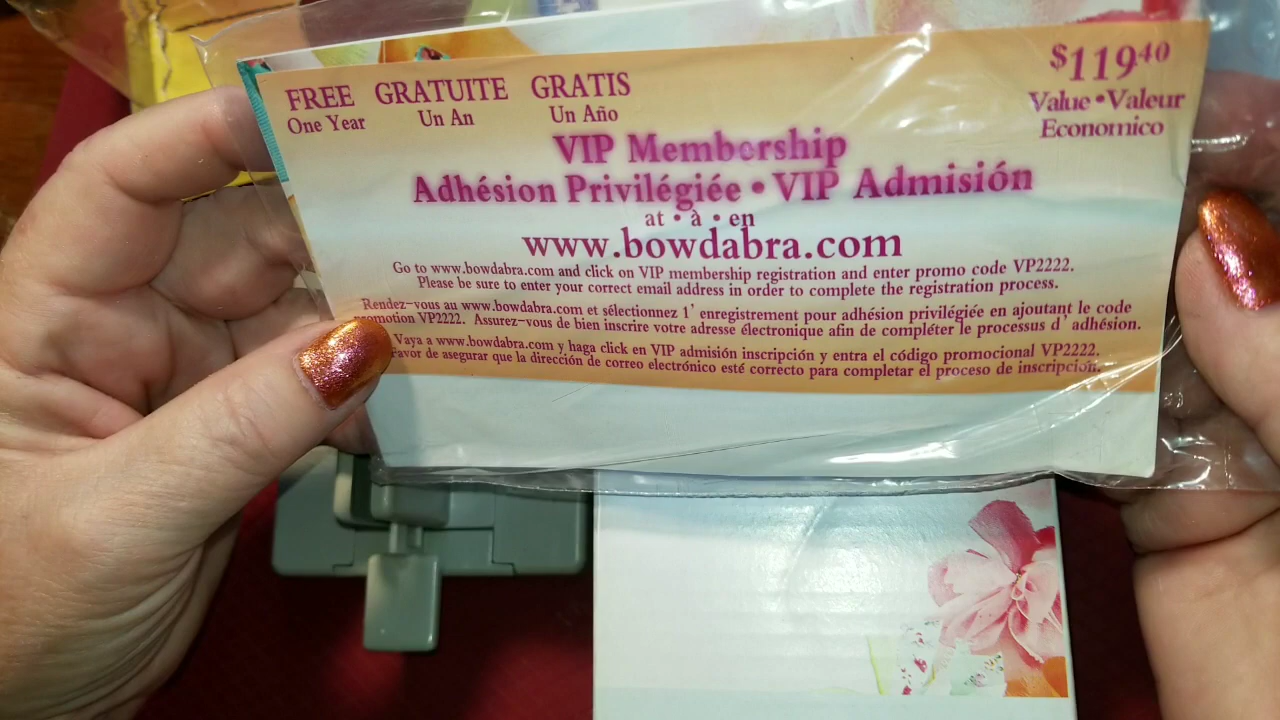 FREE GRATUITE GRATIS
One Year Un An Un Año
$119.40
Value • Valeur
Economico
VIP Membership
Adhésion Privilégiée • VIP Admisión
at • à • en
www.bowdabra.com
Go to www.bowdabra.com and click on VIP membership registration and enter promo code VP2222.
Please be sure to enter your correct email address in order to complete the registration process.
Rendez-vous au www.bowdabra.com et sélectionnez 1' enregistrement pour adhésion privilégiée en ajoutant le code
promotion VP2222. Assurez-vous de bien inscrire votre adresse électronique afin de compléter le processus d' adhésion.
Vaya a www.bowdabra.com y haga click en VIP admisión inscripción y entra el código promocional VP2222.
Favor de asegurar que la dirección de correo electrónico esté correcto para completar el proceso de inscripción.